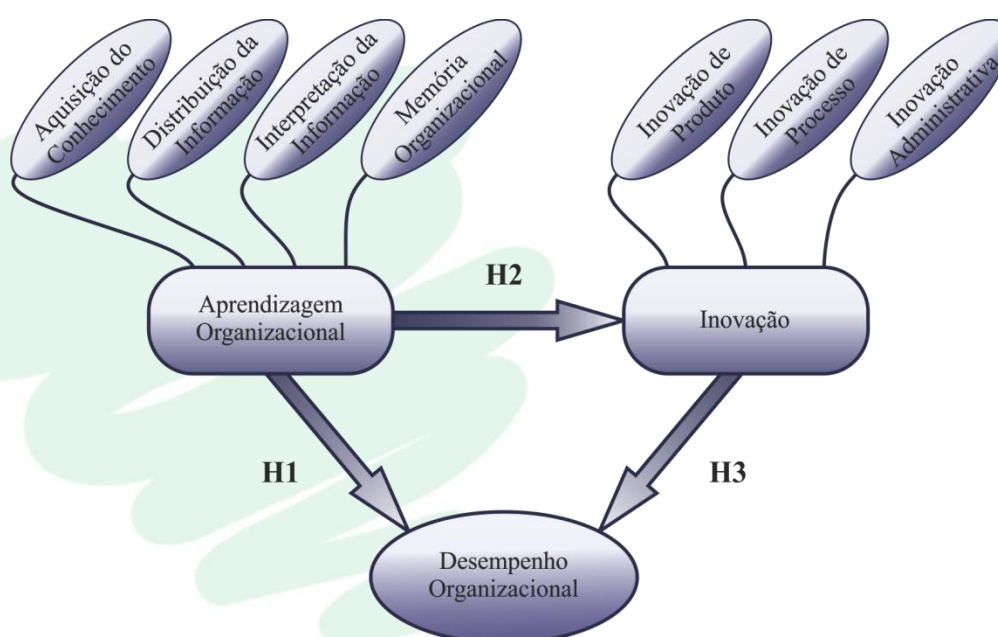 Aquisição do
Conhecimento
Distribuição da
Informação
Interpretação da
Informação
Memória
Organizacional
Inovação de
Produto
Inovação de
Processo
Inovação
Administrativa
H2
Aprendizagem
Organizacional
Inovação
H1
H3
Desempenho
Organizacional